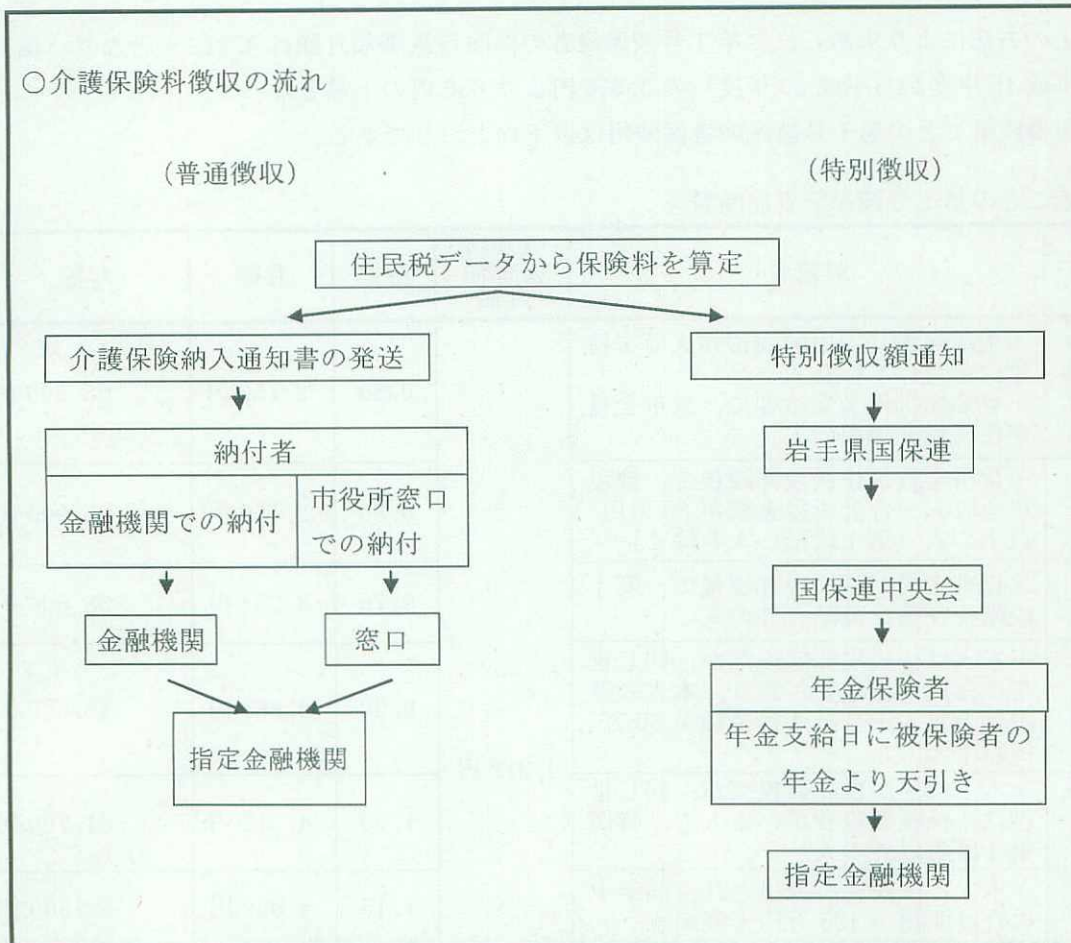 ○介護保険料徴収の流れ
（普通徴収）
（特別徴収）
住民税データから保険料を算定
介護保険納入通知書の発送
納付者
金融機関での納付
市役所窓口
での納付
金融機関
窓口
指定金融機関
特別徴収額通知
岩手県国保連
国保連中央会
年金保険者
年金支給日に被保険者の
年金より天引き
指定金融機関